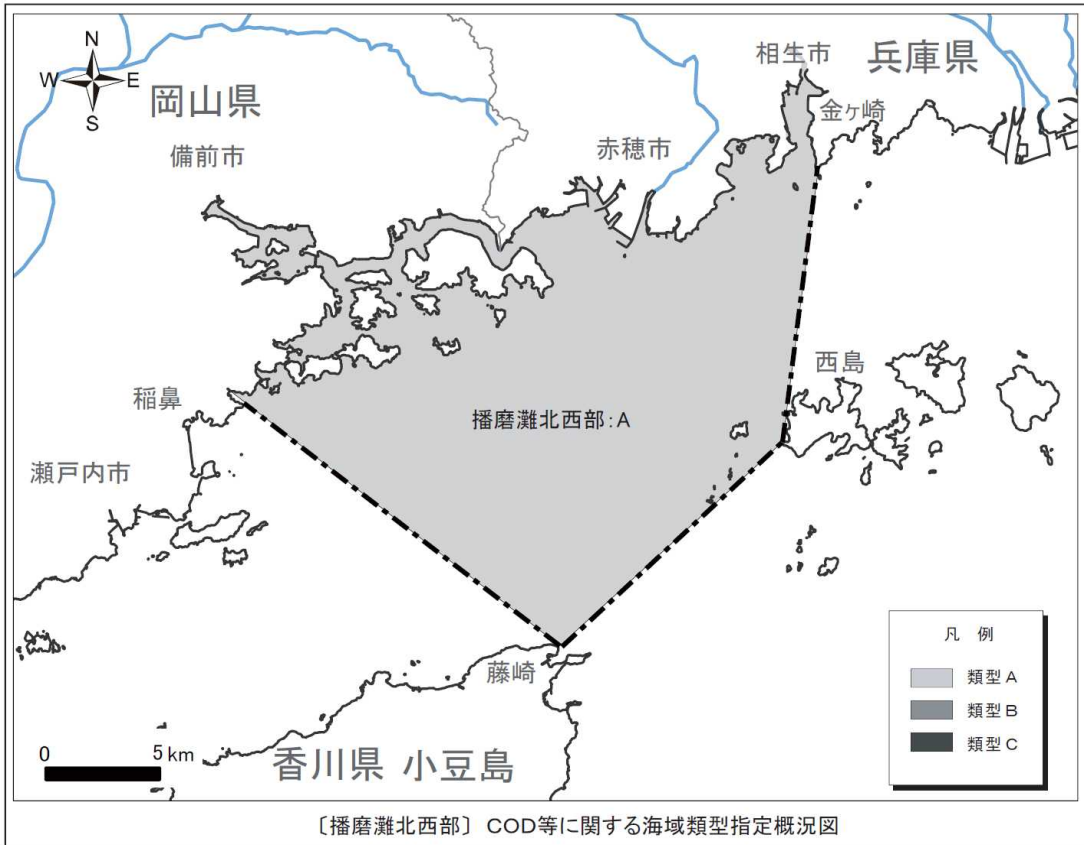 N
W E
S
岡山県
備前市
相生市
兵庫県
金ヶ崎
赤穂市
稲鼻
西島
播磨灘北西部:A
瀬戸内市
藤崎
香川県 小豆島
0 5 km
凡 例
類型A
類型B
類型C
〔播磨灘北西部〕 COD等に関する海域類型指定概況図